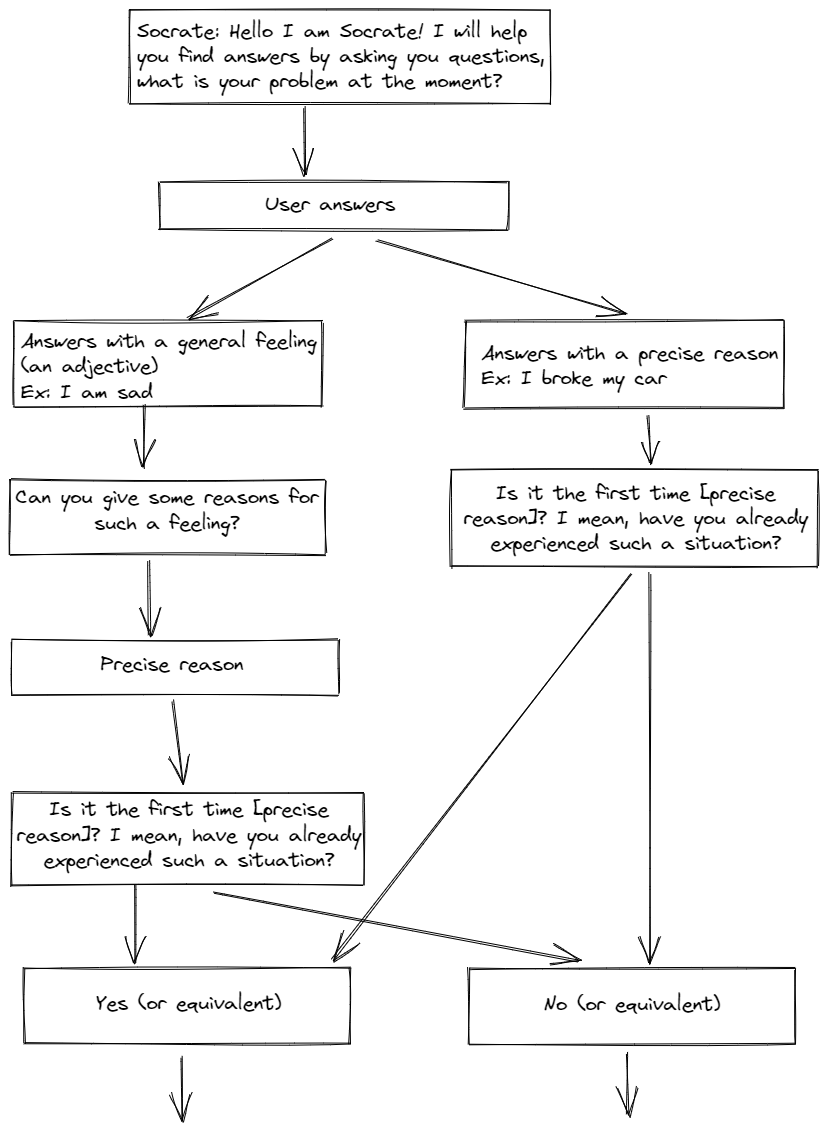 Socrate: Hello I am Socrate! I will help
you find answers by asking you questions,
what is your problem at the moment?
User answers
Answers with a general feeling
(an adjective)
Ex: I am sad
Answers with a precise reason
Ex: I broke my car
Can you give some reasons for
such a feeling?
Is it the first time [precise
reason]? I mean, have you already
experienced such a situation?
Precise reason
Is it the first time [precise
reason]? I mean, have you already
experienced such a situation?
Yes (or equivalent)
No (or equivalent)